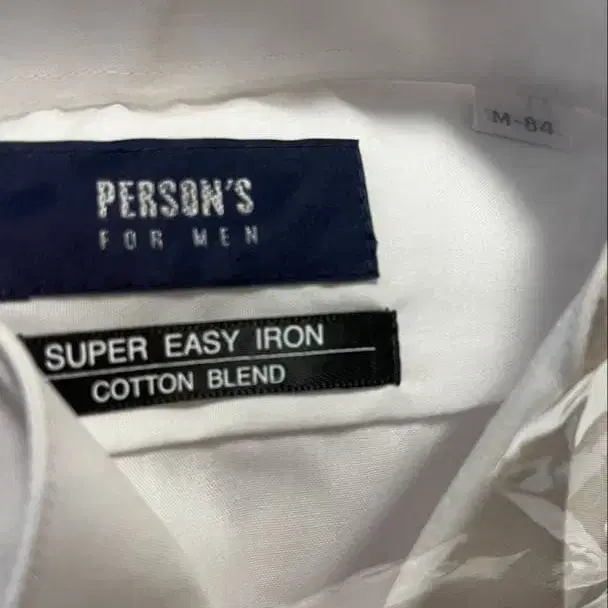 M-84
PERSON'S
FOR MEN
SUPER EASY IRON
COTTON BLEND